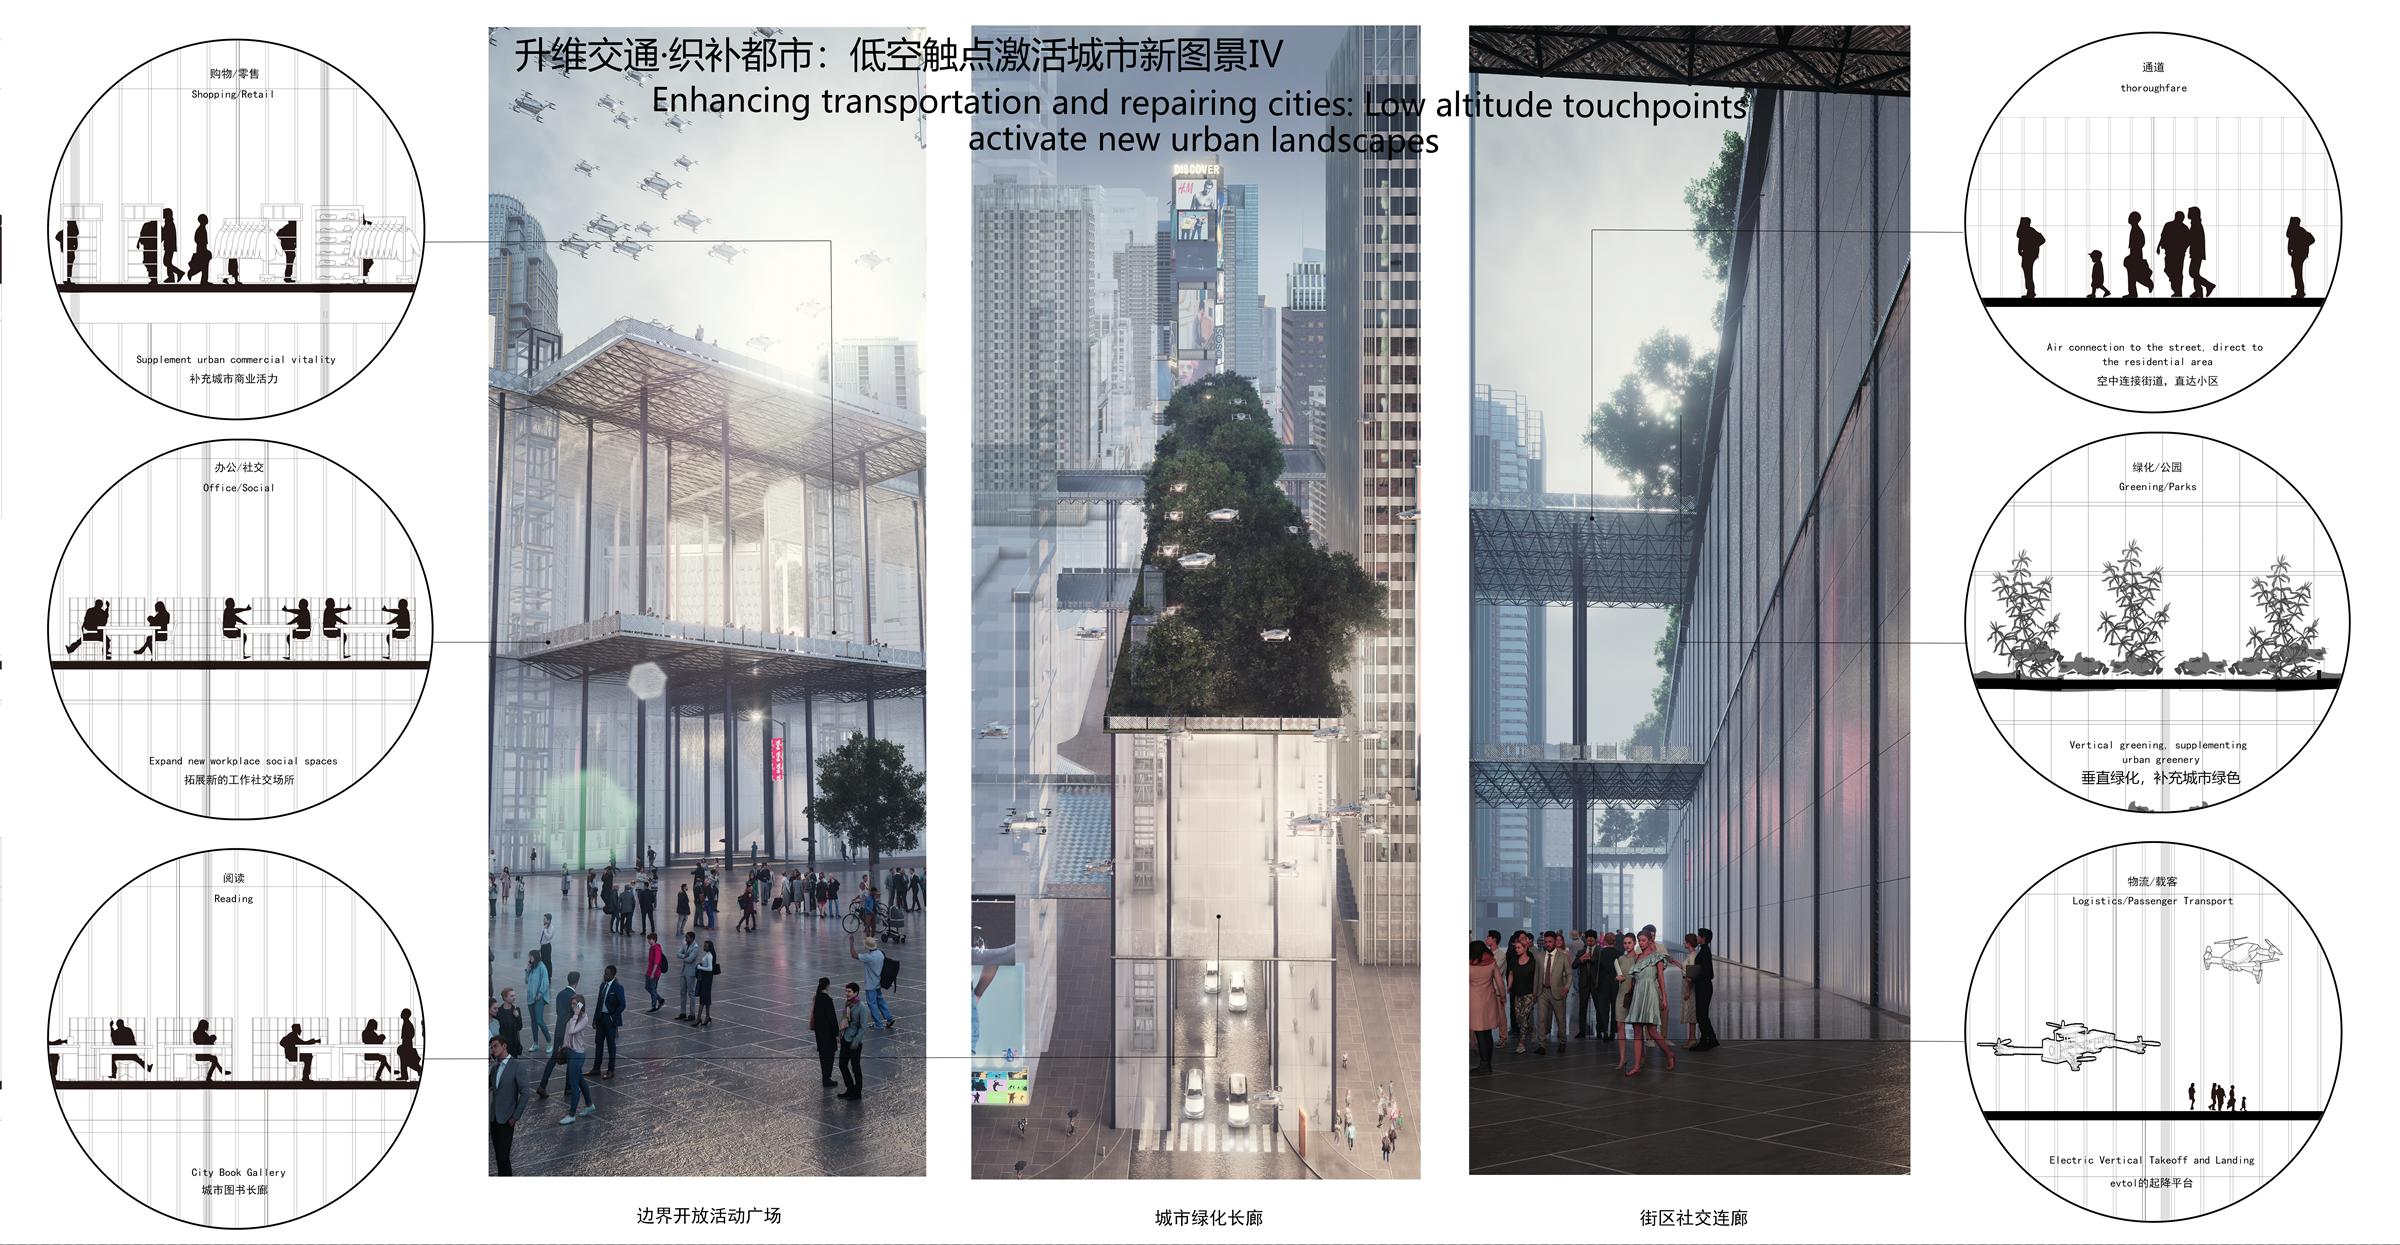 升维交通·织补都市：低空触点激活城市新图景IV
Enhancing transportation and repairing cities: Low altitude touchpoints
activate new urban landscapes
购物/零售
Shopping/Retail
Supplement urban commercial vitality
补充城市商业活力
办公/社交
Office/Social
Expand new workplace social spaces
拓展新的工作社交场所
阅读
Reading
City Book Gallery
城市图书长廊
DISCOVER
H&M
边界开放活动广场
城市绿化长廊
街区社交连廊
通道
thoroughfare
Air connection to the street, direct to
the residential area
空中连接街道，直达小区
绿化/公园
Greening/Parks
Vertical greening, supplementing
urban greenery
垂直绿化，补充城市绿色
物流/载客
Logistics/Passenger Transport
Electric Vertical Takeoff and Landing
evtol的起降平台